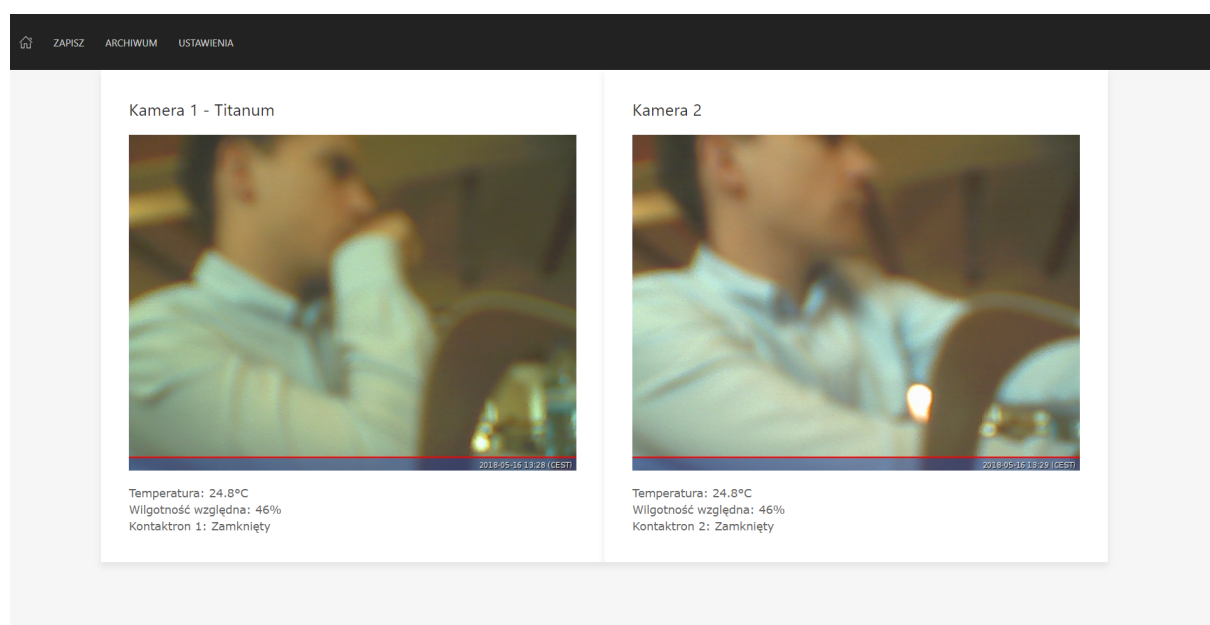 ZAPISZ ARCHIWUM USTAWIENIA
Kamera 1 - Titanum
2018-05-16 13:28 (CEST)
Temperatura: 24.8°C
Wilgotność względna: 46%
Kontaktron 1: Zamknięty
Kamera 2
2018-05-16 13:29 (CEST)
Temperatura: 24.8°C
Wilgotność względna: 46%
Kontaktron 2: Zamknięty